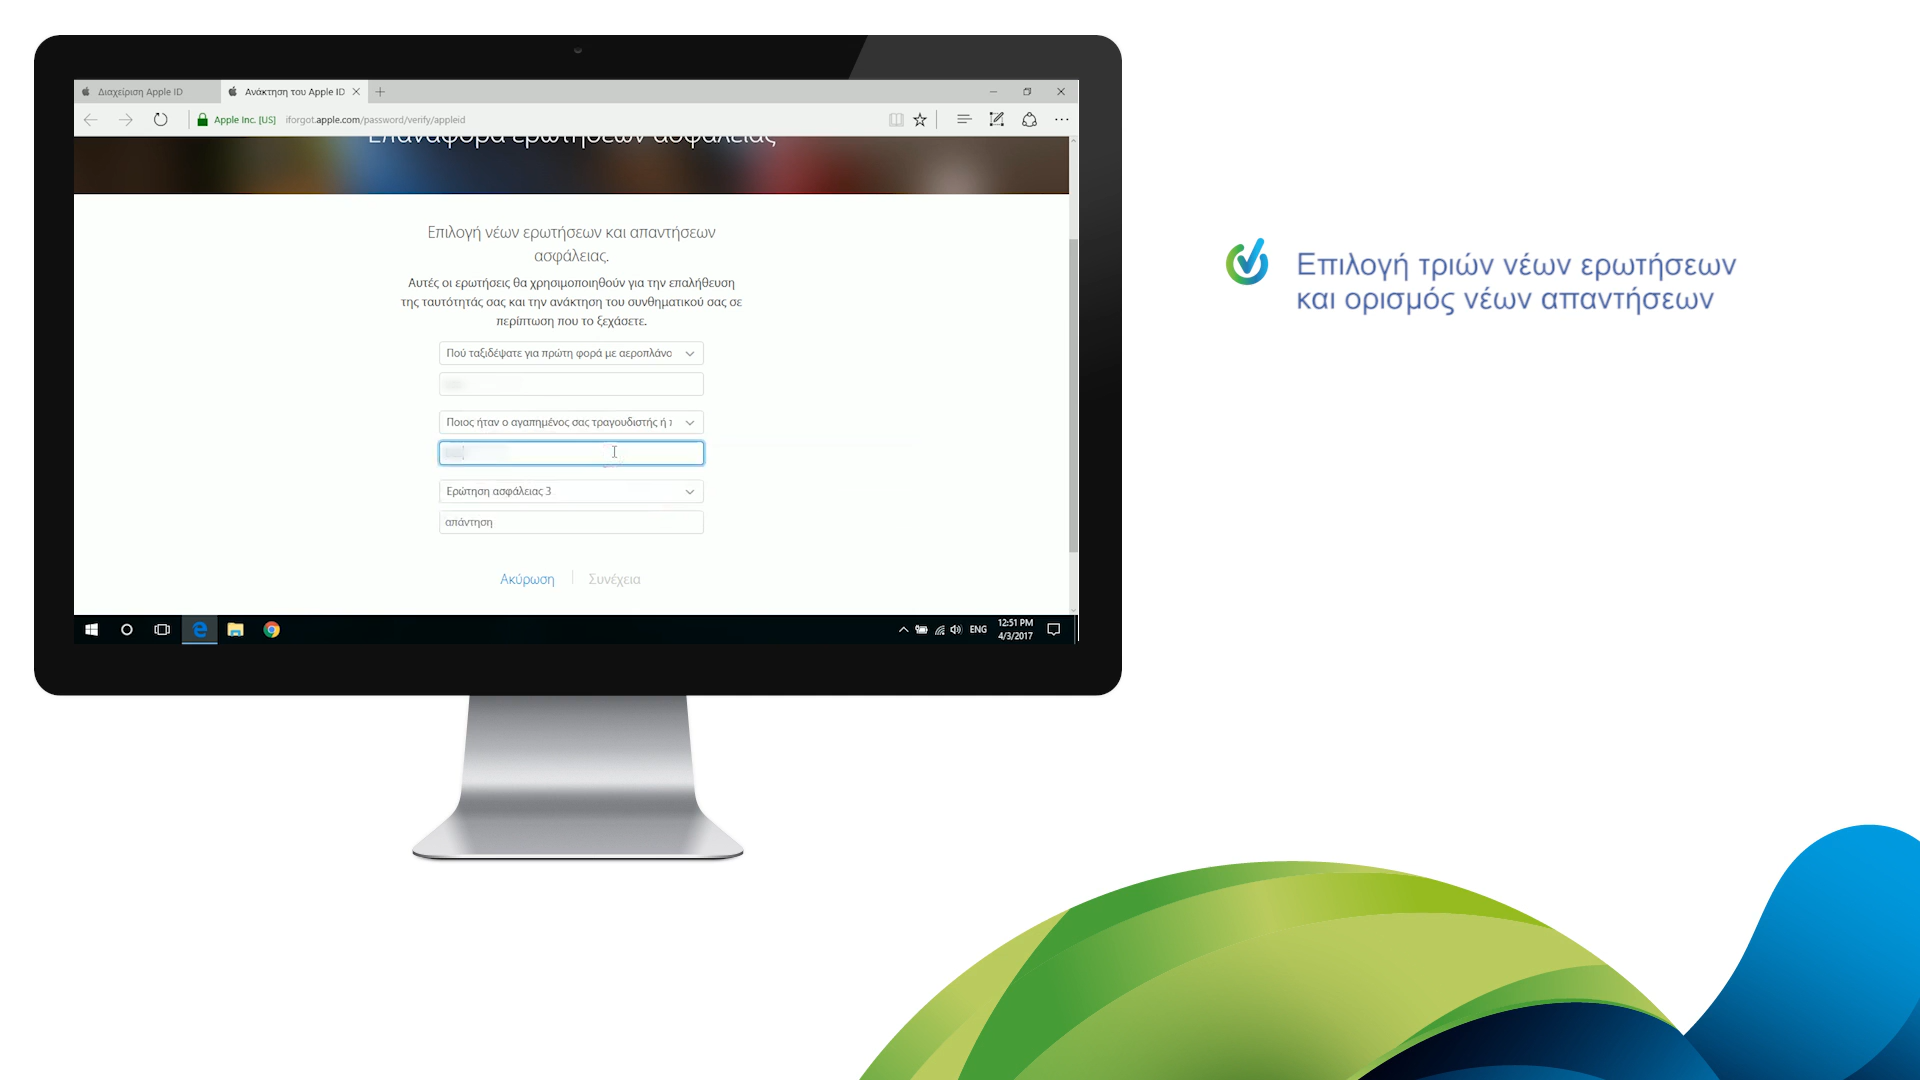 Διαχείριση Apple ID
Ανάκτηση του Apple ID
Apple Inc. [US]
iforgot.apple.com/password/verify/appleid
Επαναφορά ερωτήσεων ασφαλείας
Επιλογή νέων ερωτήσεων και απαντήσεων
ασφάλειας.
Αυτές οι ερωτήσεις θα χρησιμοποιηθούν για την επαλήθευση
της ταυτότητάς σας και την ανάκτηση του συνθηματικού σας σε
περίπτωση που το ξεχάσετε.
Πού ταξιδέψατε για πρώτη φορά με αεροπλάνο
Ποιος ήταν ο αγαπημένος σας τραγουδιστής ή
Ερώτηση ασφάλειας 3
απάντηση
Ακύρωση
Συνέχεια
ENG
12:51 PM
4/3/2017
Επιλογή τριών νέων ερωτήσεων
και ορισμός νέων απαντήσεων